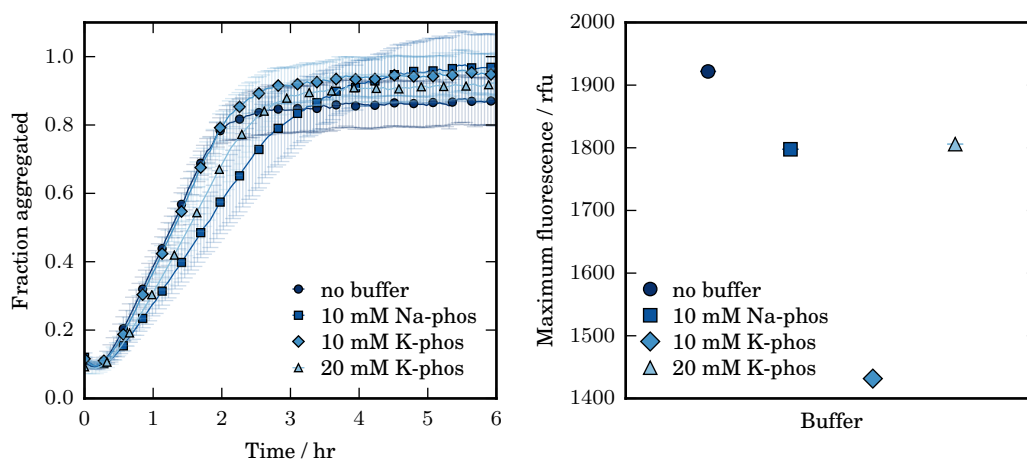 Fraction aggregated
1.0
0.8
0.6
0.4
0.2
0.0
no buffer
10 mM Na-phos
10 mM K-phos
20 mM K-phos
0 1 2 3 4 5 6
Time / hr
Maximum fluorescence / rfu
2000
1900
1800
1700
1600
1500
1400
no buffer
10 mM Na-phos
10 mM K-phos
20 mM K-phos
Buffer